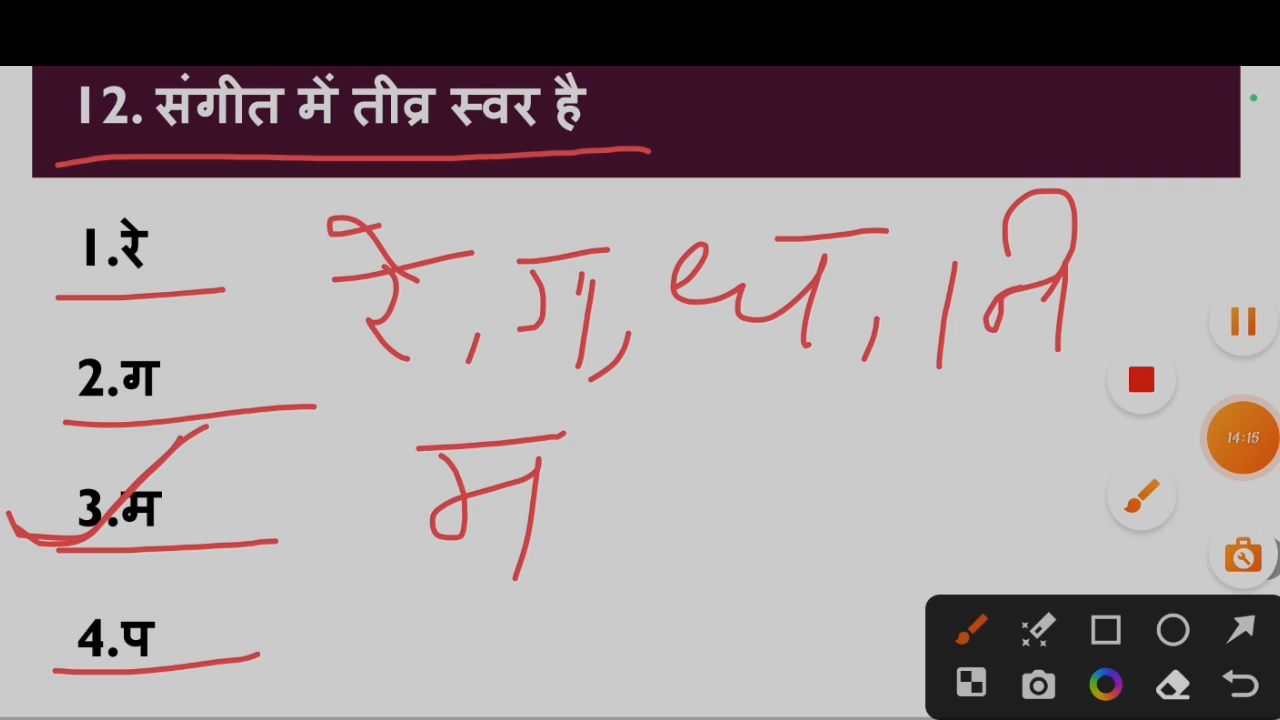 12. संगीत में तीव्र स्वर है
1.रे
रे, ग, ध, नि
2.ग
3.म
म
4.प
14:15